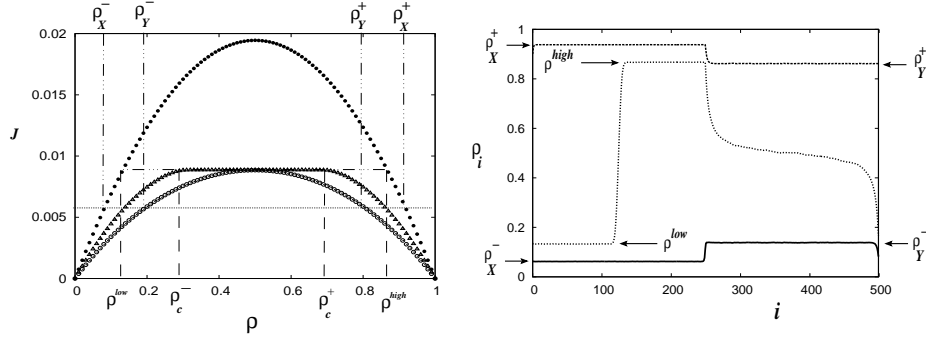 ρ_X^- ρ_Y^- ρ_Y^+ ρ_X^+
0.02
0.015
0.01
0.005
0
J
0 0.2 0.4 0.6 0.8 1
ρ^low ρ_c^- ρ_c^+ ρ^high
ρ
ρ_X^+
ρ^high
ρ_Y^+
1
0.8
0.6
0.4
0.2
0
ρ_i
ρ^low
ρ_X^-
ρ_Y^-
0 100 200 300 400 500
i